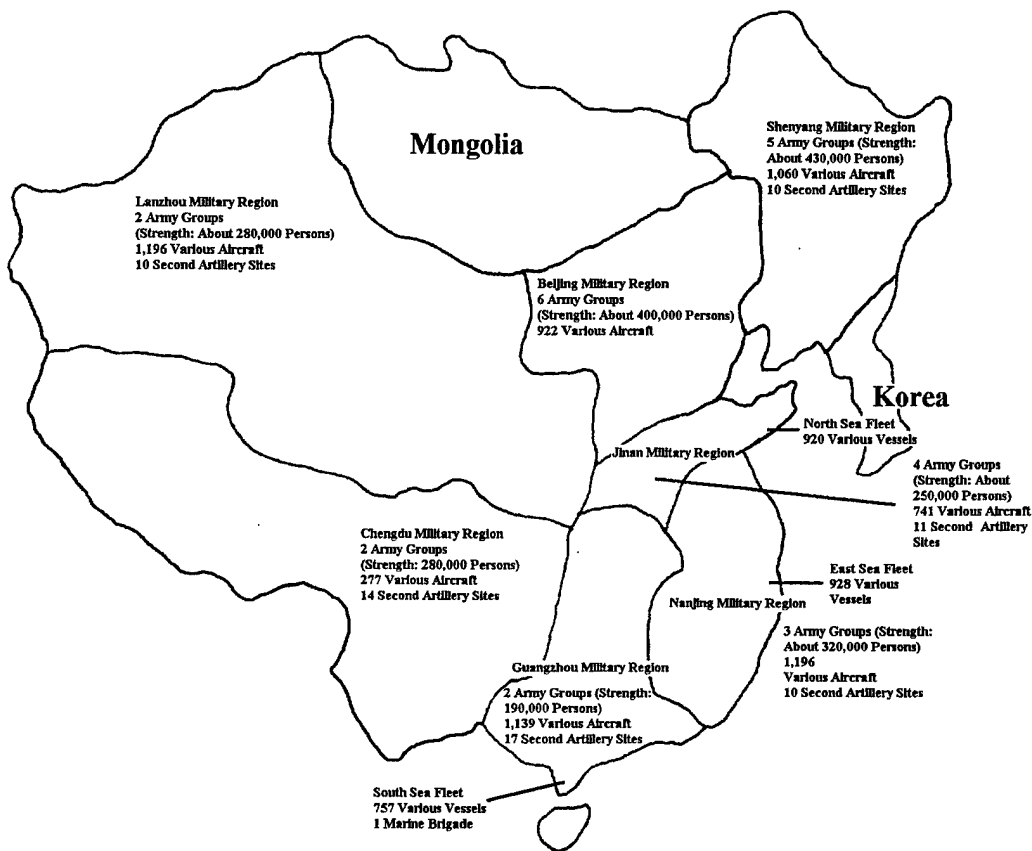 Mongolia
Shenyang Military Region
5 Army Groups (Strength:
About 430,000 Persons)
1,060 Various Aircraft
10 Second Artillery Sites
Lanzhou Military Region
2 Army Groups
(Strength: About 280,000 Persons)
1,196 Various Aircraft
10 Second Artillery Sites
Beijing Military Region
6 Army Groups
(Strength: About 400,000 Persons)
922 Various Aircraft
Korea
North Sea Fleet
920 Various Vessels
Jinan Military Region
4 Army Groups
(Strength: About
250,000 Persons)
741 Various Aircraft
11 Second Artillery
Sites
Chengdu Military Region
2 Army Groups
(Strength: 280,000 Persons)
277 Various Aircraft
14 Second Artillery Sites
East Sea Fleet
928 Various
Vessels
Nanjing Military Region
3 Army Groups (Strength:
About 320,000 Persons)
1,196
Various Aircraft
10 Second Artillery Sites
Guangzhou Military Region
2 Army Groups (Strength:
190,000 Persons)
1,139 Various Aircraft
17 Second Artillery Sites
South Sea Fleet
757 Various Vessels
1 Marine Brigade